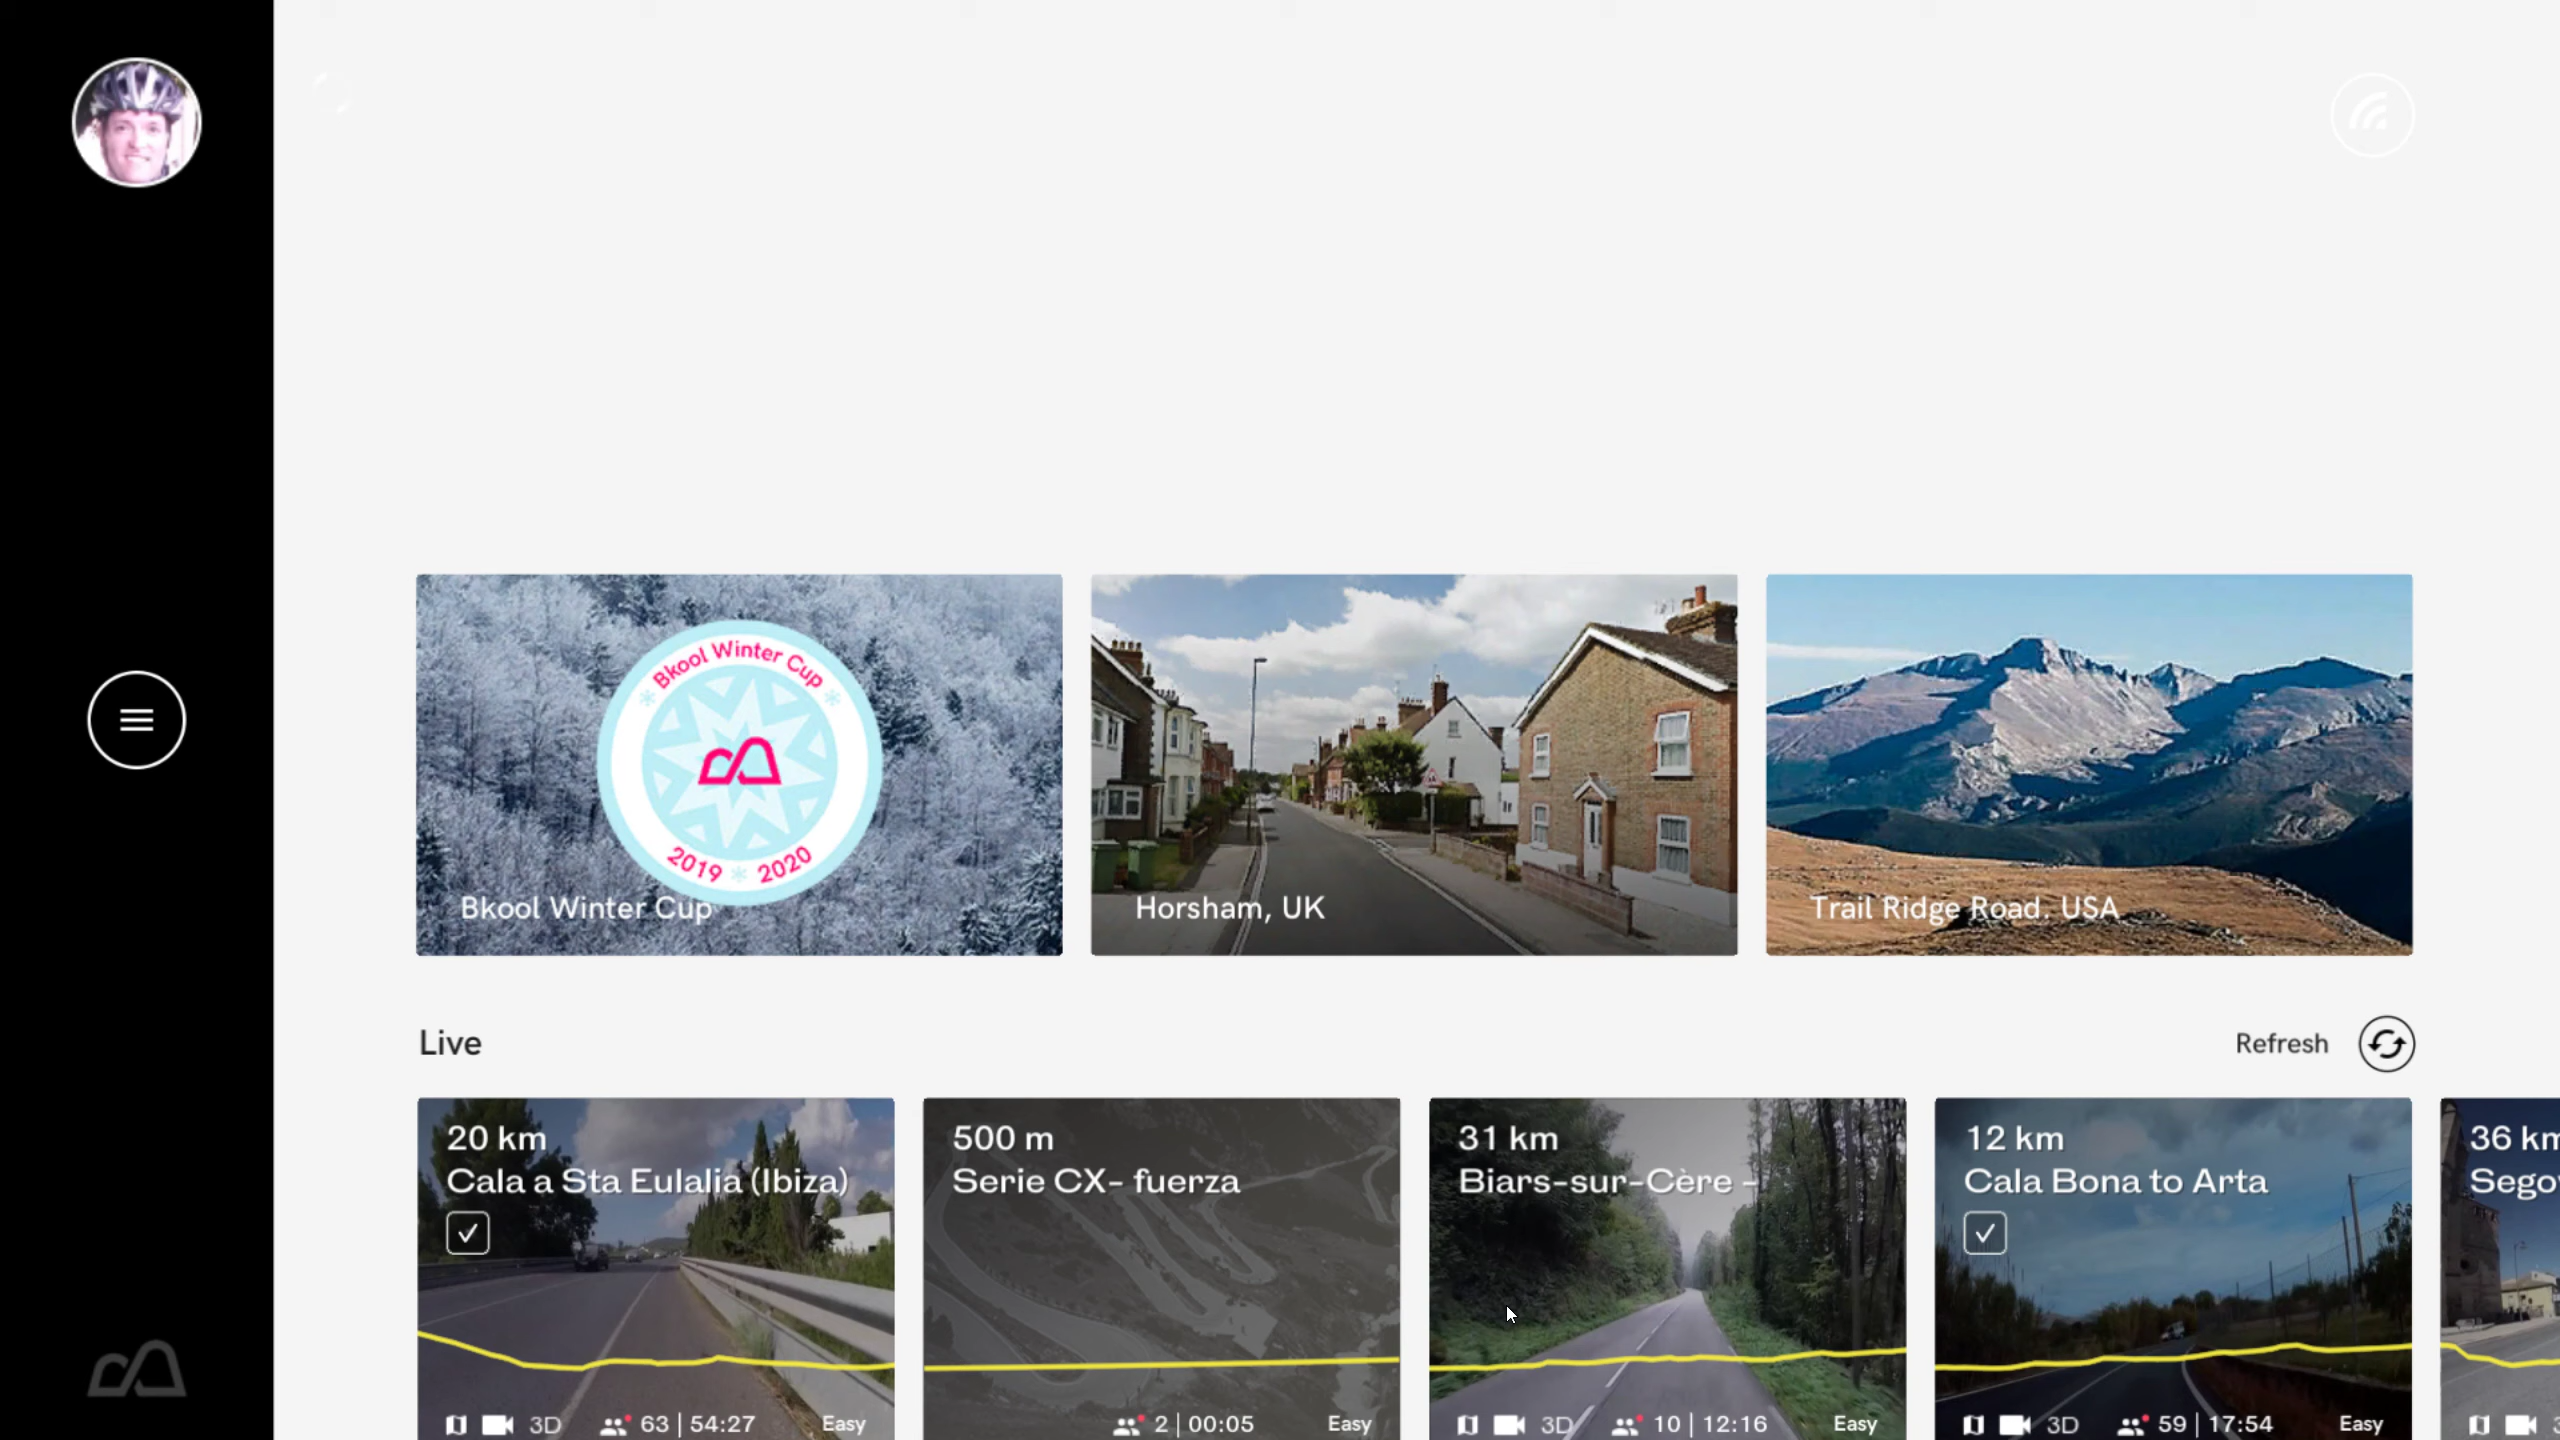 Bkool Winter Cup
2019 2020
Bkool Winter Cup
Horsham, UK
Trail Ridge Road. USA
Live
Refresh
20 km
Cala a Sta Eulalia (Ibiza)
3D 63 | 54:27 Easy
500 m
Serie CX- fuerza
2 | 00:05 Easy
31 km
Biars-sur-Cère -
3D 10 | 12:16 Easy
12 km
Cala Bona to Arta
3D 59 | 17:54 Easy
36 km